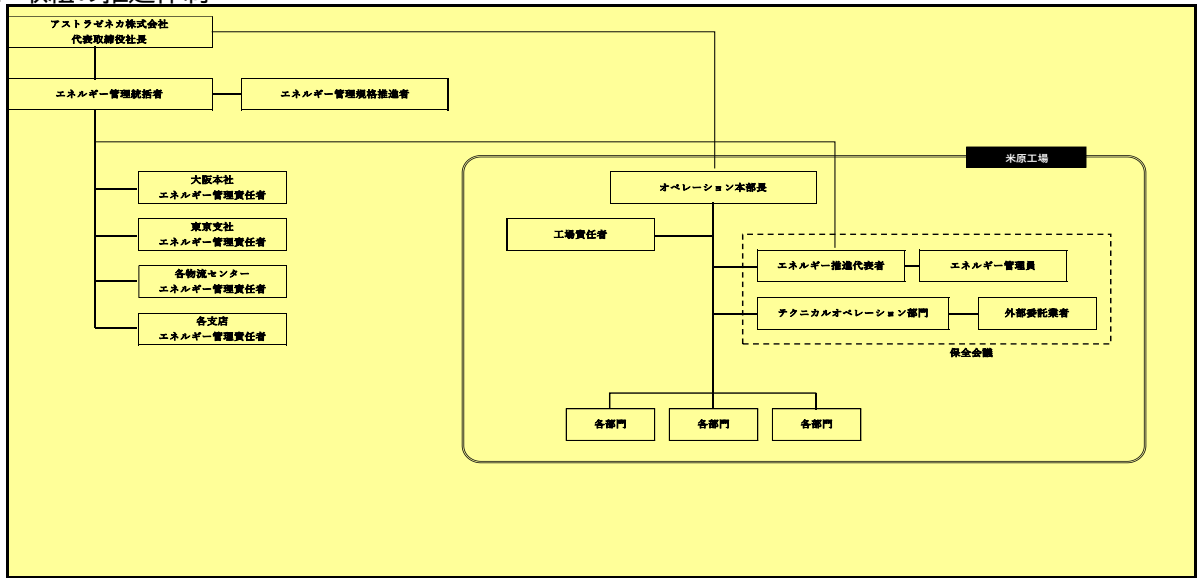 アストラゼネカ株式会社
代表取締役社長
エネルギー管理統括者
エネルギー管理規格推進者
米原工場
大阪本社
エネルギー管理責任者
オペレーション本部長
東京支社
エネルギー管理責任者
工場責任者
各物流センター
エネルギー管理責任者
エネルギー推進代表者
エネルギー管理員
各支店
エネルギー管理責任者
テクニカルオペレーション部門
外部委託業者
保全会議
各部門
各部門
各部門